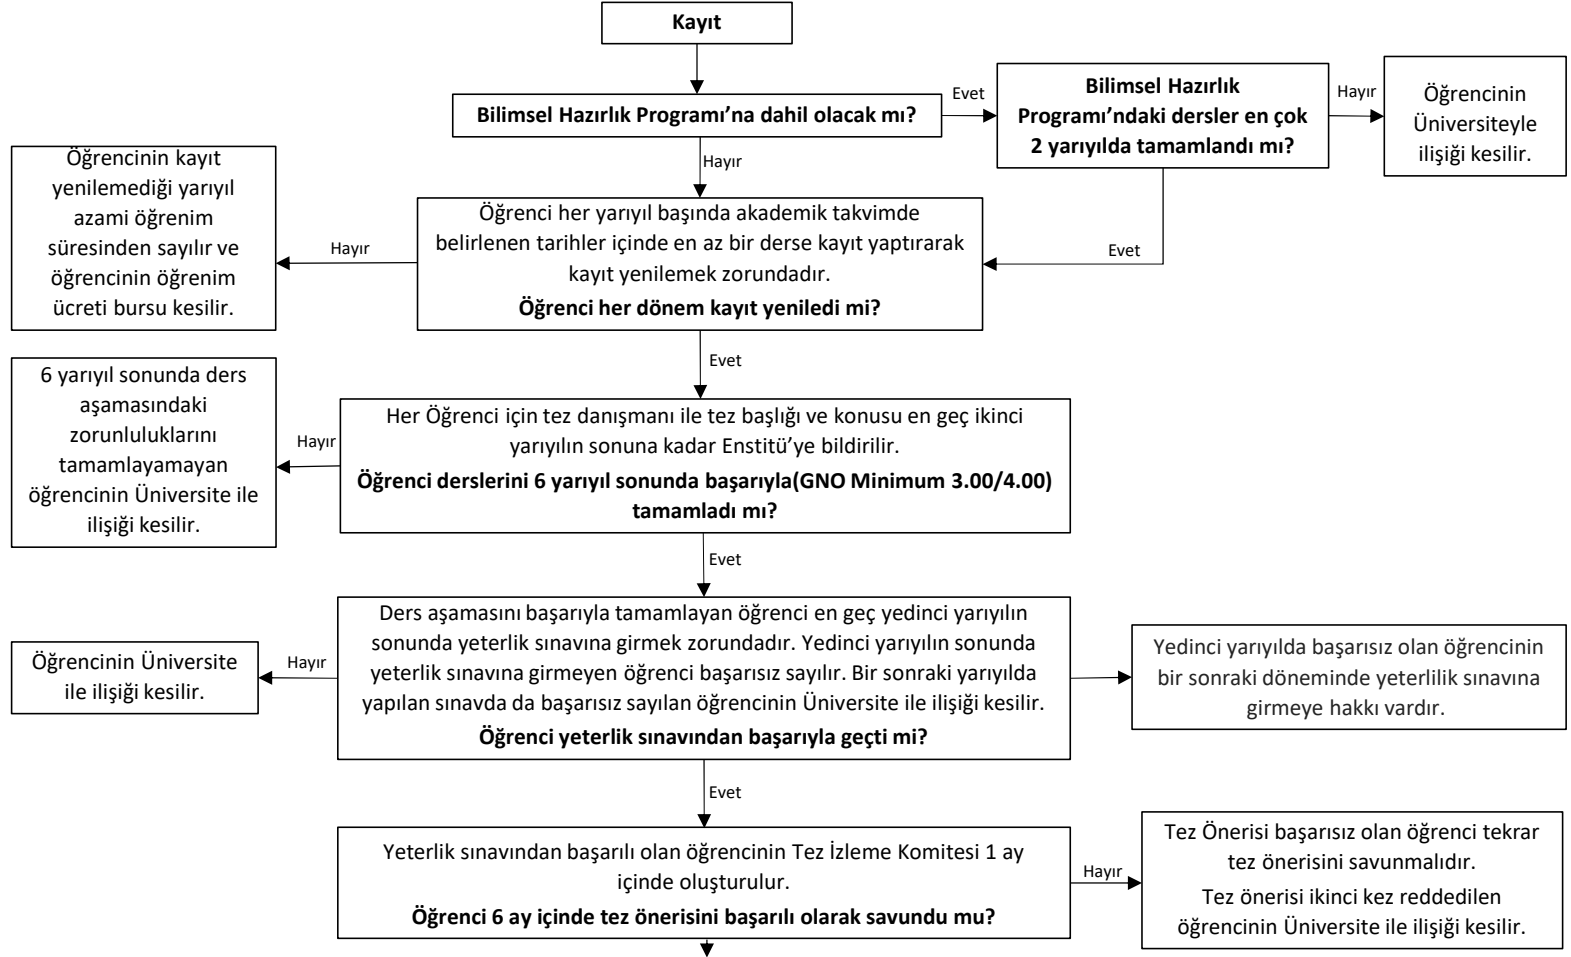 Kayıt
Bilimsel Hazırlık Programı’na dahil olacak mı?
Evet
Bilimsel Hazırlık
Programı’ndaki dersler en çok
2 yarıyılda tamamlandı mı?
Hayır
Öğrencinin
Üniversiteyle
ilişiği kesilir.
Hayır
Evet
Öğrenci her yarıyıl başında akademik takvimde
belirlenen tarihler içinde en az bir derse kayıt yaptırarak
kayıt yenilemek zorundadır.
Öğrenci her dönem kayıt yeniledi mi?
Hayır
Öğrencinin kayıt
yenilemediği yarıyıl
azami öğrenim
süresinden sayılır ve
öğrencinin öğrenim
ücreti bursu kesilir.
Evet
Her Öğrenci için tez danışmanı ile tez başlığı ve konusu en geç ikinci
yarıyılın sonuna kadar Enstitü’ye bildirilir.
Öğrenci derslerini 6 yarıyıl sonunda başarıyla(GNO Minimum 3.00/4.00)
tamamladı mı?
Hayır
6 yarıyıl sonunda ders
aşamasındaki
zorunluluklarını
tamamlayamayan
öğrencinin Üniversite ile
ilişiği kesilir.
Evet
Ders aşamasını başarıyla tamamlayan öğrenci en geç yedinci yarıyılın
sonunda yeterlik sınavına girmek zorundadır. Yedinci yarıyılın sonunda
yeterlik sınavına girmeyen öğrenci başarısız sayılır. Bir sonraki yarıyılda
yapılan sınavda da başarısız sayılan öğrencinin Üniversite ile ilişiği kesilir.
Öğrenci yeterlik sınavından başarıyla geçti mi?
Hayır
Öğrencinin Üniversite
ile ilişiği kesilir.
Yedinci yarıyılda başarısız olan öğrencinin
bir sonraki döneminde yeterlilik sınavına
girmeye hakkı vardır.
Evet
Yeterlik sınavından başarılı olan öğrencinin Tez İzleme Komitesi 1 ay
içinde oluşturulur.
Öğrenci 6 ay içinde tez önerisini başarılı olarak savundu mu?
Hayır
Tez Önerisi başarısız olan öğrenci tekrar
tez önerisini savunmalıdır.
Tez önerisi ikinci kez reddedilen
öğrencinin Üniversite ile ilişiği kesilir.